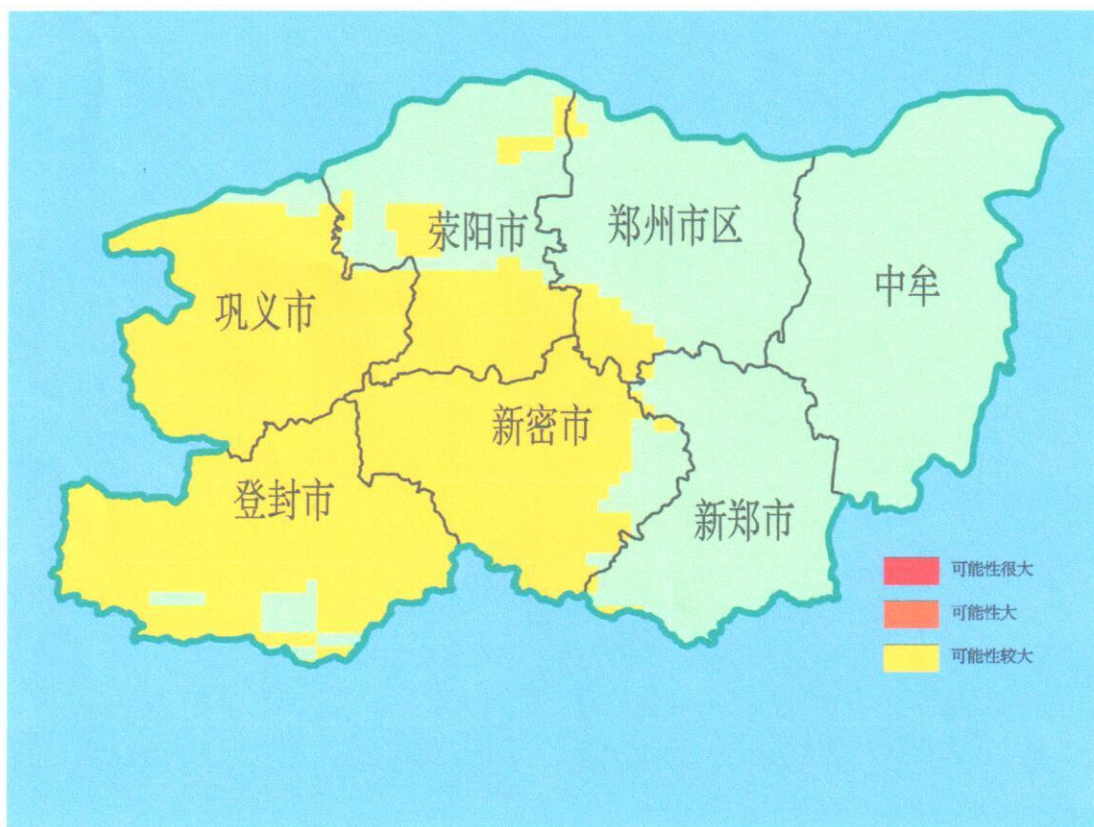 荥阳市
郑州市区
中牟
巩义市
新密市
登封市
新郑市
可能性很大
可能性大
可能性较大